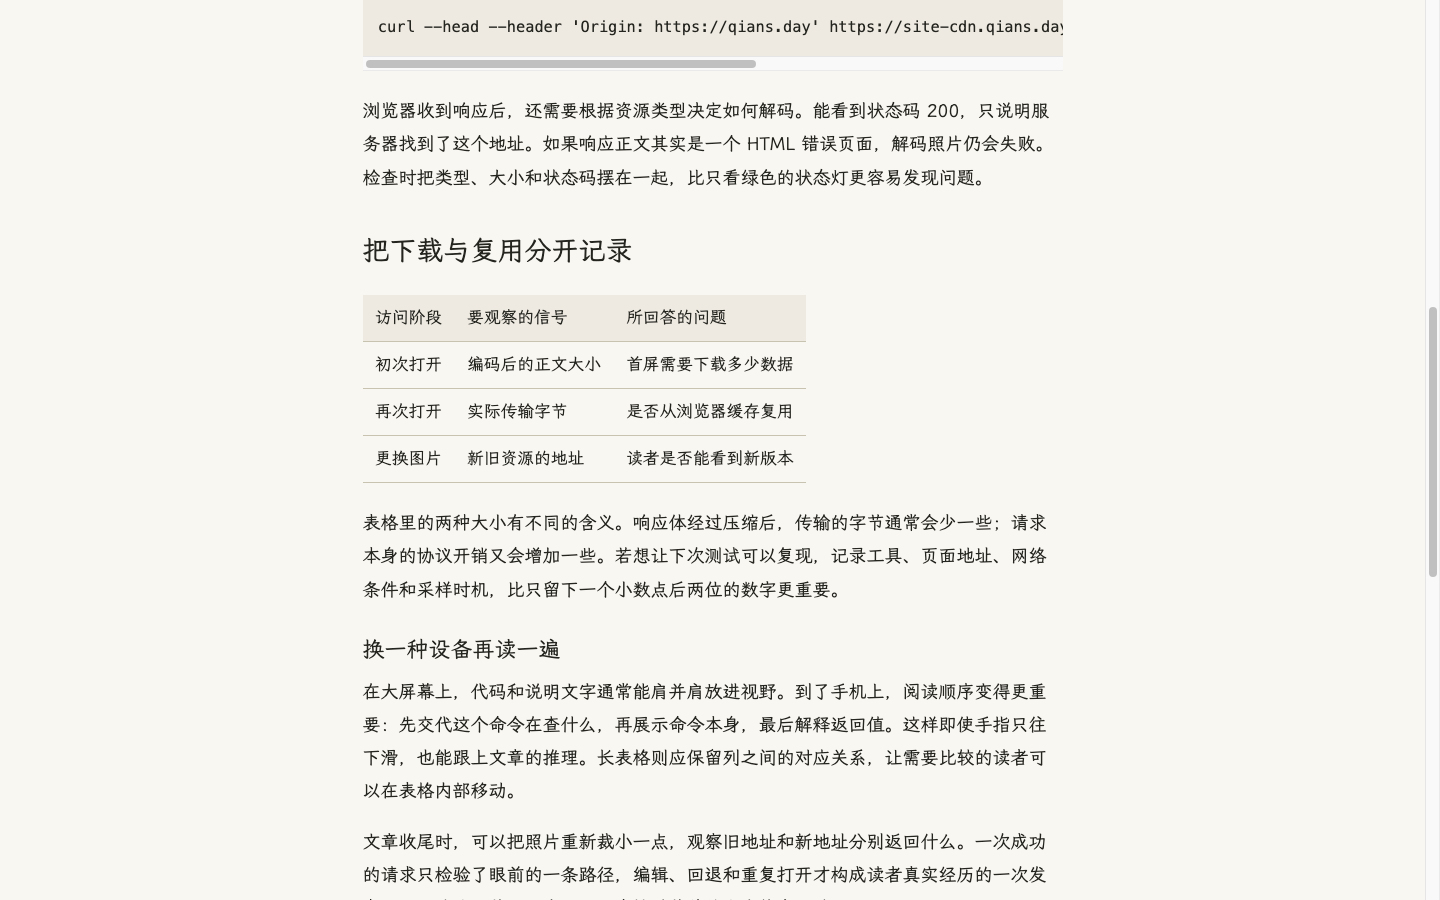 curl --head --header 'Origin: https://qians.day' https://site-cdn.qians.day
浏览器收到响应后，还需要根据资源类型决定如何解码。能看到状态码 200，只说明服
务器找到了这个地址。如果响应正文其实是一个 HTML 错误页面，解码照片仍会失败。
检查时把类型、大小和状态码摆在一起，比只看绿色的状态灯更容易发现问题。
把下载与复用分开记录
访问阶段 要观察的信号 所回答的问题
初次打开 编码后的正文大小 首屏需要下载多少数据
再次打开 实际传输字节 是否从浏览器缓存复用
更换图片 新旧资源的地址 读者是否能看到新版本
表格里的两种大小有不同的含义。响应体经过压缩后，传输的字节通常会少一些；请求
本身的协议开销又会增加一些。若想让下次测试可以复现，记录工具、页面地址、网络
条件和采样时机，比只留下一个小数点后两位的数字更重要。
换一种设备再读一遍
在大屏幕上，代码和说明文字通常能肩并肩放进视野。到了手机上，阅读顺序变得更重
要：先交代这个命令在查什么，再展示命令本身，最后解释返回值。这样即使手指只往
下滑，也能跟上文章的推理。长表格则应保留列之间的对应关系，让需要比较的读者可
以在表格内部移动。
文章收尾时，可以把照片重新裁小一点，观察旧地址和新地址分别返回什么。一次成功
的请求只检验了眼前的一条路径，编辑、回退和重复打开才构成读者真实经历的一次发